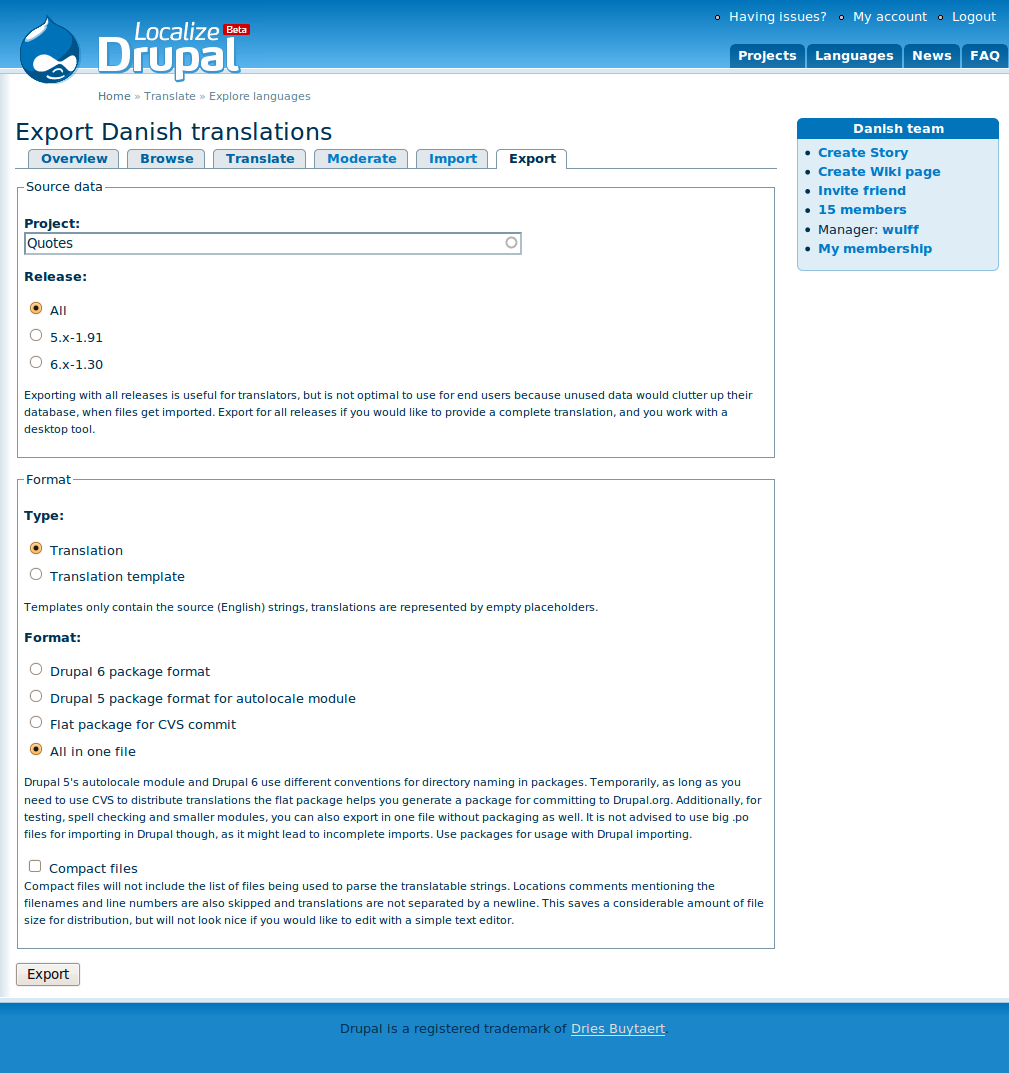 Having issues? My account Logout
Localize Beta
Drupal
Projects Languages News FAQ
Home » Translate » Explore languages
Export Danish translations
Overview Browse Translate Moderate Import Export
Source data
Project:
Quotes
Release:
All
5.x-1.91
6.x-1.30
Exporting with all releases is useful for translators, but is not optimal to use for end users because unused data would clutter up their
database, when files get imported. Export for all releases if you would like to provide a complete translation, and you work with a
desktop tool.
Format
Type:
Translation
Translation template
Templates only contain the source (English) strings, translations are represented by empty placeholders.
Format:
Drupal 6 package format
Drupal 5 package format for autolocale module
Flat package for CVS commit
All in one file
Drupal 5's autolocale module and Drupal 6 use different conventions for directory naming in packages. Temporarily, as long as you
need to use CVS to distribute translations the flat package helps you generate a package for committing to Drupal.org. Additionally, for
testing, spell checking and smaller modules, you can also export in one file without packaging as well. It is not advised to use big .po
files for importing in Drupal though, as it might lead to incomplete imports. Use packages for usage with Drupal importing.
Compact files
Compact files will not include the list of files being used to parse the translatable strings. Locations comments mentioning the
filenames and line numbers are also skipped and translations are not separated by a newline. This saves a considerable amount of file
size for distribution, but will not look nice if you would like to edit with a simple text editor.
Export
Danish team
Create Story
Create Wiki page
Invite friend
15 members
Manager: wulff
My membership
Drupal is a registered trademark of Dries Buytaert.